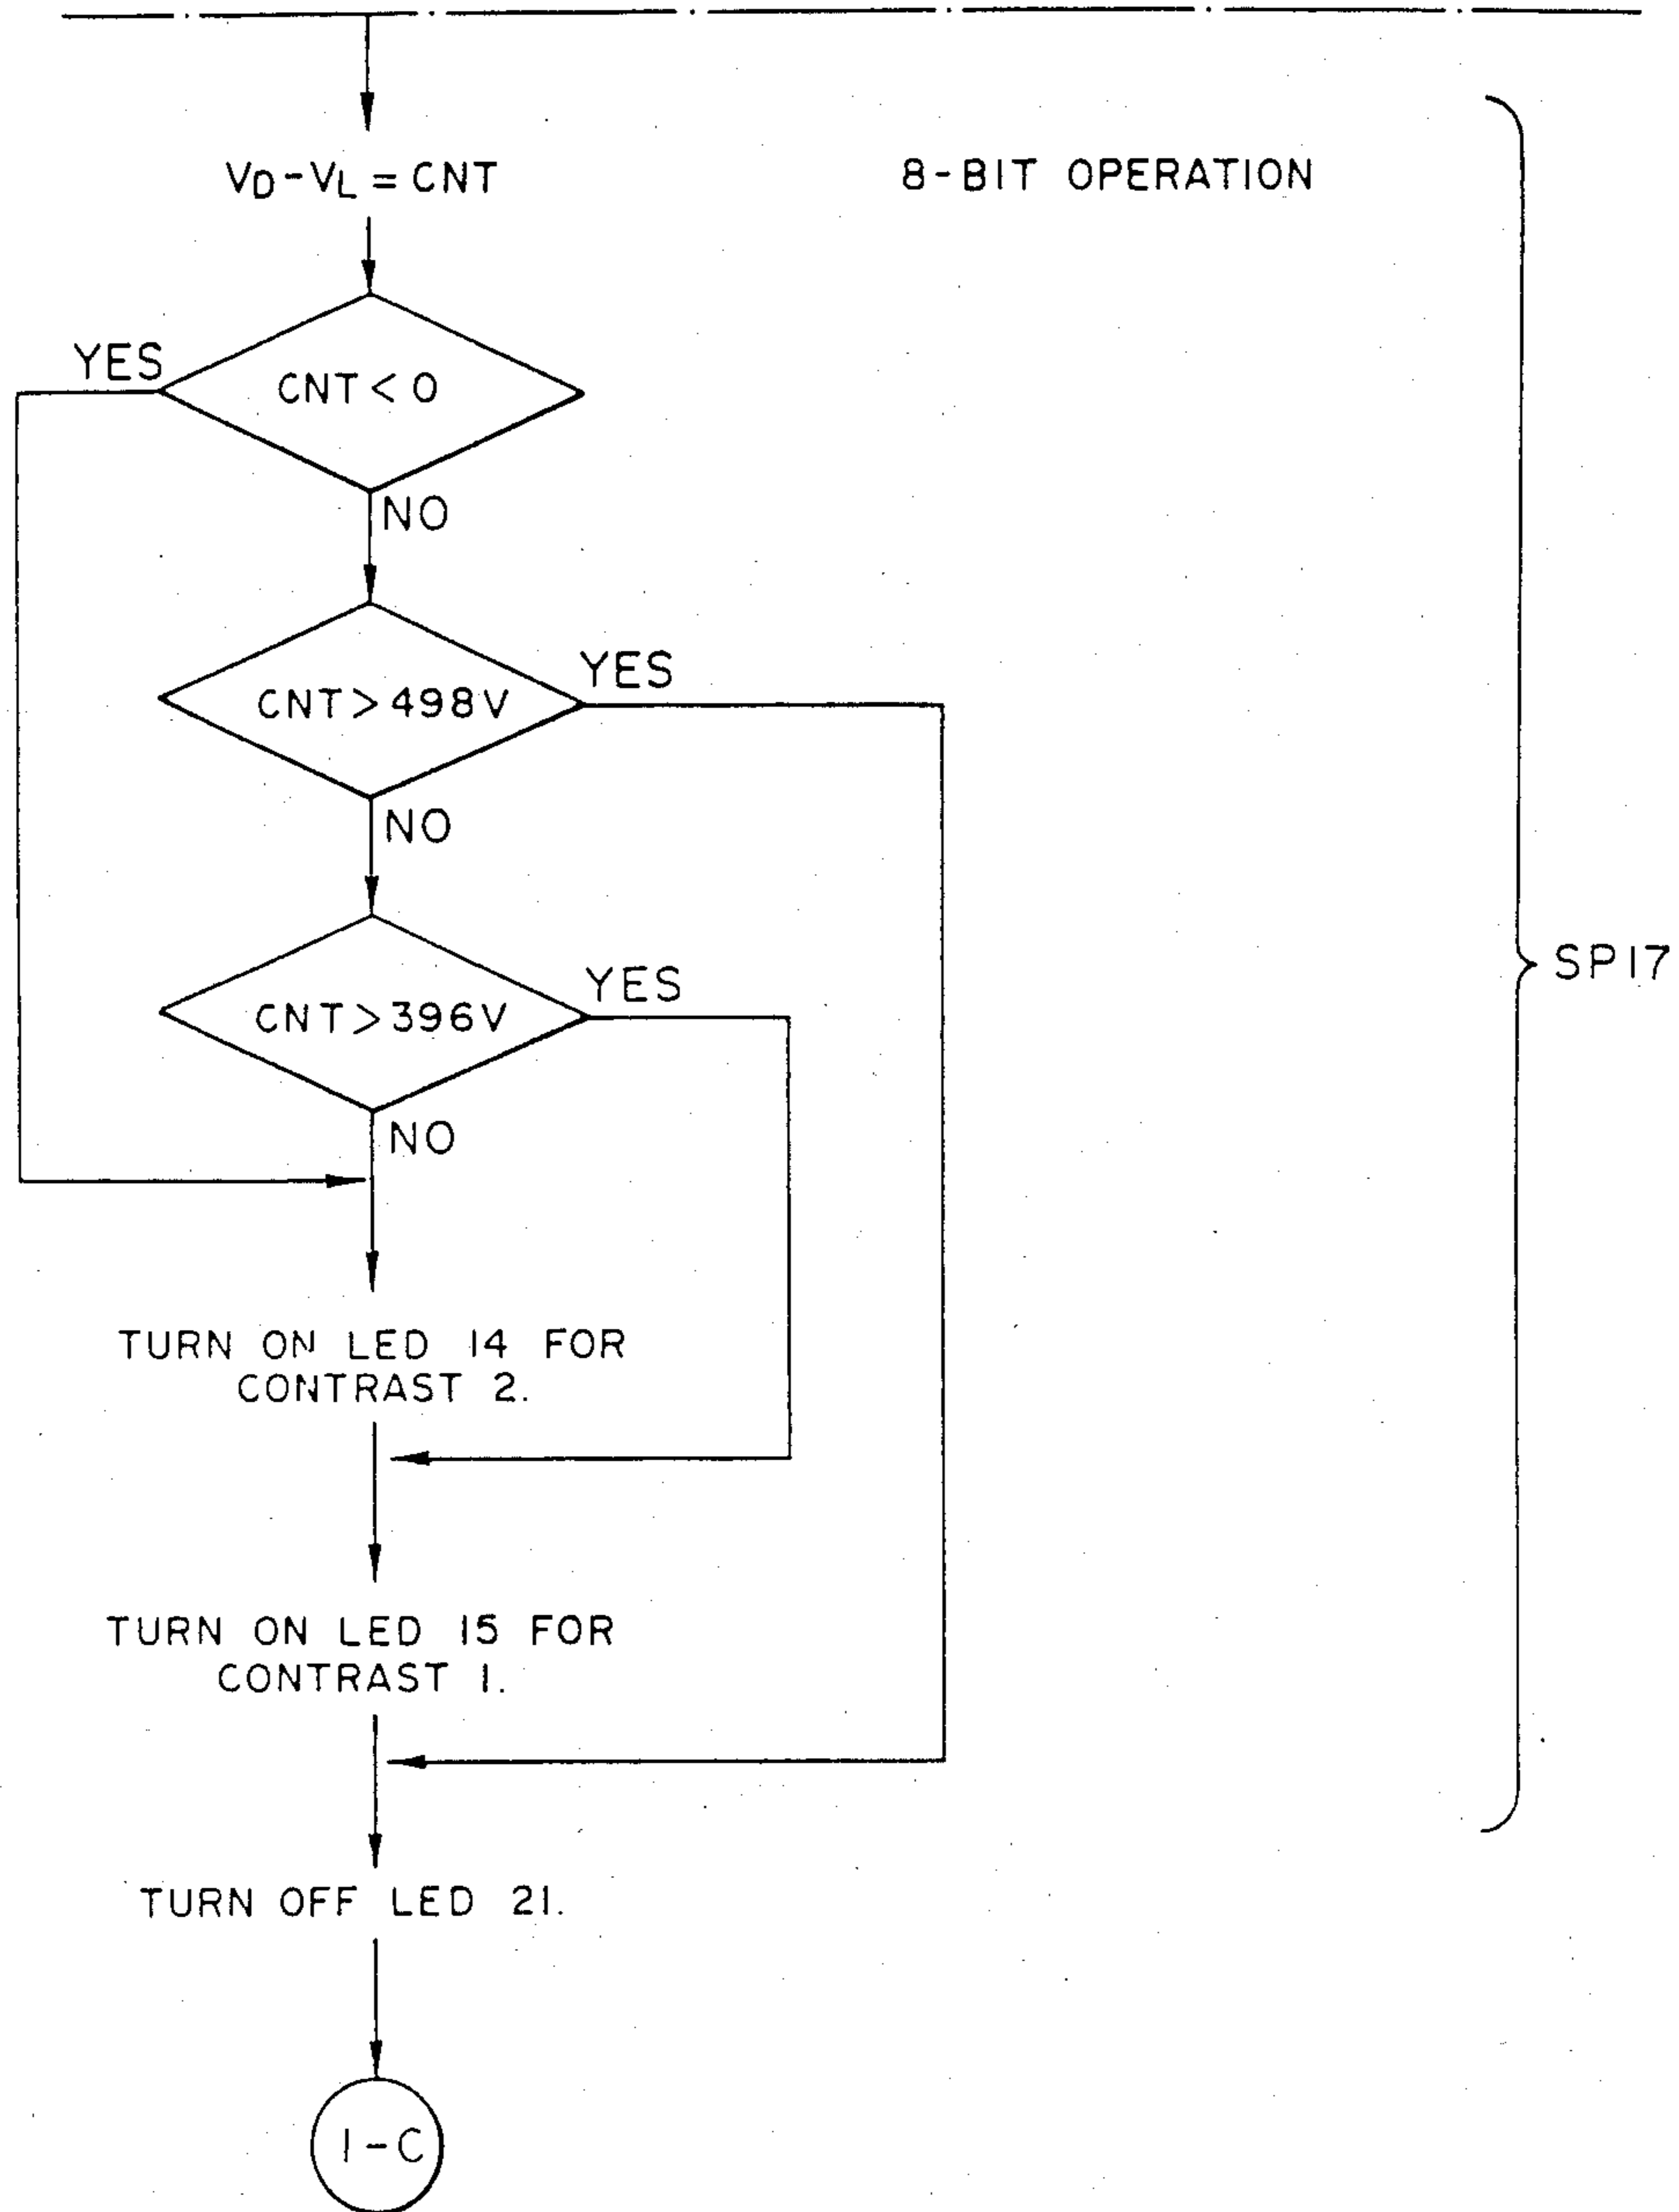 VD-VL = CNT
8-BIT OPERATION
YES
CNT < 0
NO
YES
CNT > 498V
NO
YES
CNT > 396V
NO
SP17
TURN ON LED 14 FOR
CONTRAST 2.
TURN ON LED 15 FOR
CONTRAST 1.
TURN OFF LED 21.
1-C